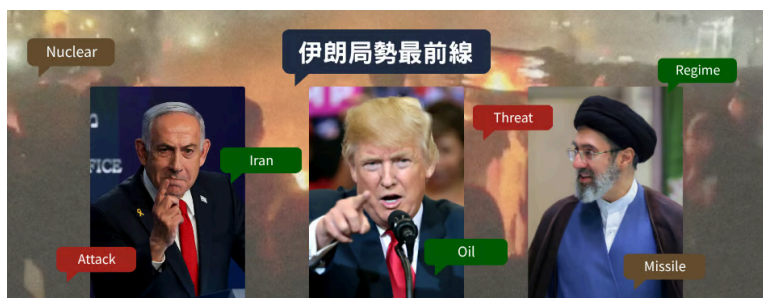 Nuclear
伊朗局勢最前線
Regime
Threat
Iran
FICE
Attack
Oil
Missile